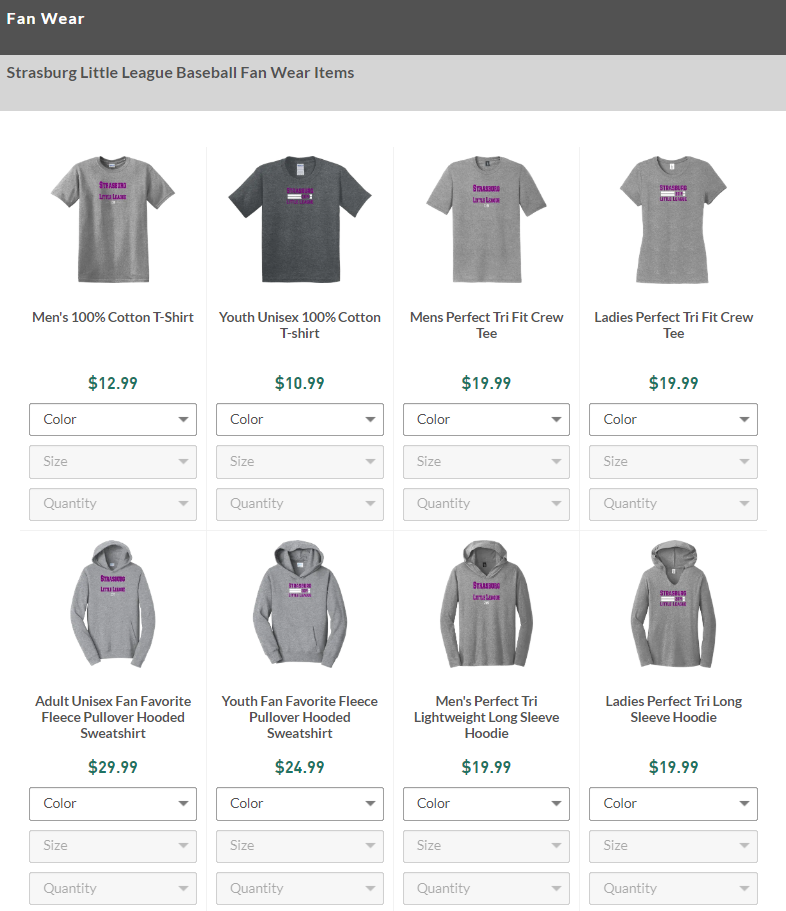 Fan Wear
Strasburg Little League Baseball Fan Wear Items
STRASBURG
LITTLE LEAGUE
STRASBURG
LITTLE LEAGUE
STRASBURG
LITTLE LEAGUE
STRASBURG
LITTLE LEAGUE
Men's 100% Cotton T-Shirt
Youth Unisex 100% Cotton
T-shirt
Mens Perfect Tri Fit Crew
Tee
Ladies Perfect Tri Fit Crew
Tee
$12.99
$10.99
$19.99
$19.99
Color
Color
Color
Color
Size
Size
Size
Size
Quantity
Quantity
Quantity
Quantity
STRASBURG
LITTLE LEAGUE
STRASBURG
LITTLE LEAGUE
STRASBURG
LITTLE LEAGUE
STRASBURG
LITTLE LEAGUE
Adult Unisex Fan Favorite
Fleece Pullover Hooded
Sweatshirt
Youth Fan Favorite Fleece
Pullover Hooded
Sweatshirt
Men's Perfect Tri
Lightweight Long Sleeve
Hoodie
Ladies Perfect Tri Long
Sleeve Hoodie
$29.99
$24.99
$19.99
$19.99
Color
Color
Color
Color
Size
Size
Size
Size
Quantity
Quantity
Quantity
Quantity